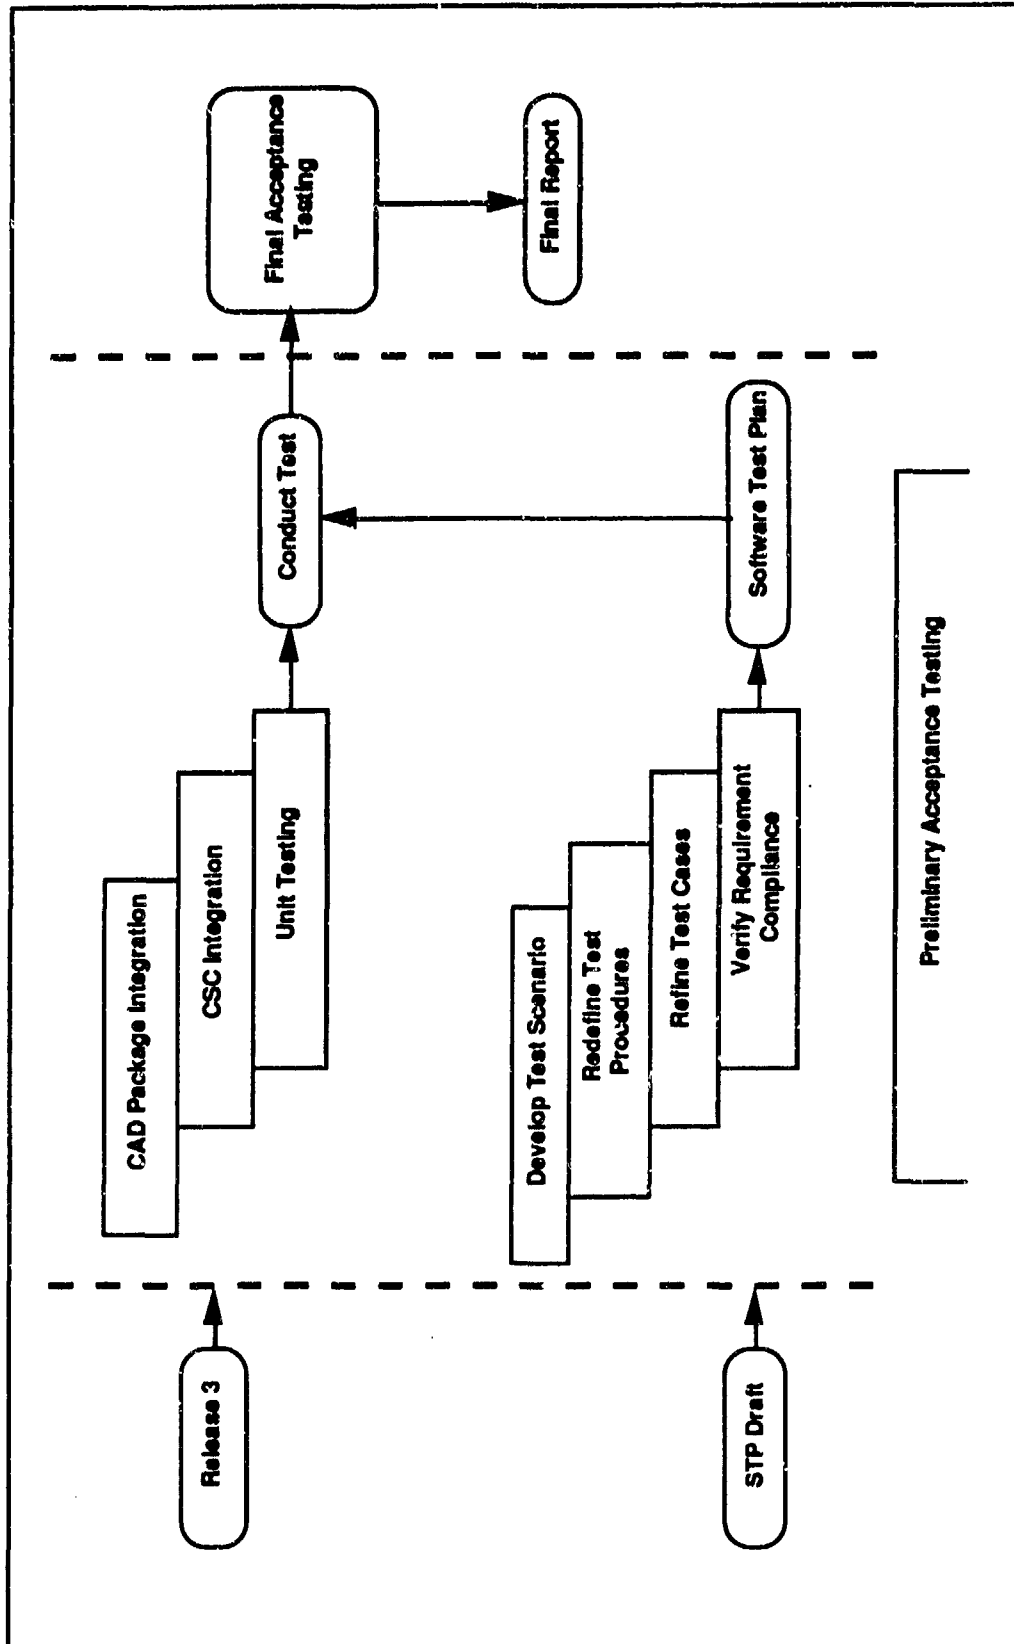 Release 3
CAD Package Integration
CSC Integration
Unit Testing
Conduct Test
Final Acceptance
Testing
Final Report
STP Draft
Develop Test Scenario
Redefine Test
Procedures
Refine Test Cases
Verify Requirement
Compliance
Software Test Plan
Preliminary Acceptance Testing